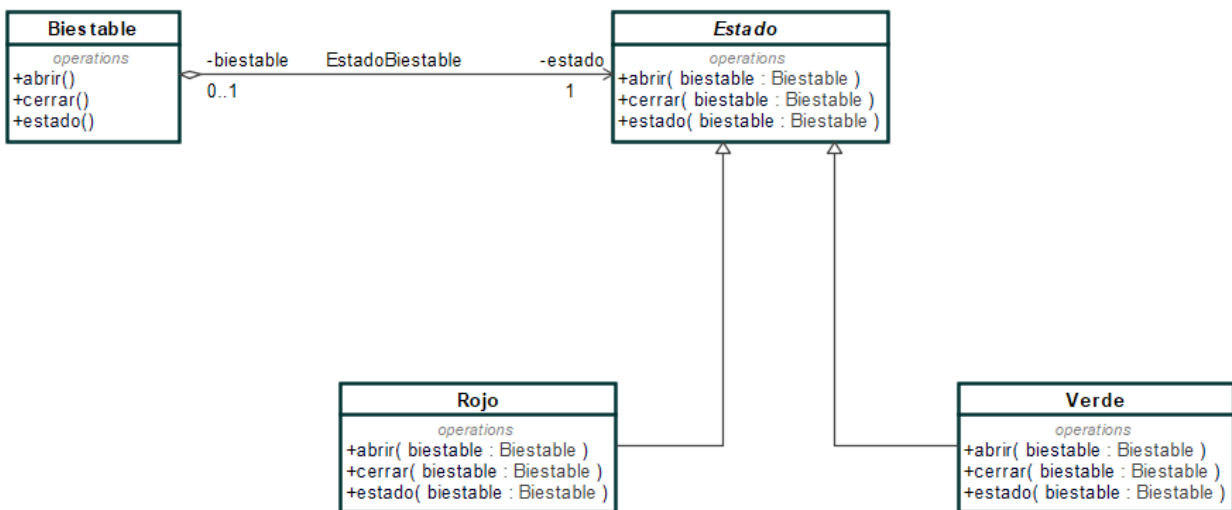 Biestable
operations
+abrir()
+cerrar()
+estado()
-biestable
EstadoBiestable
-estado
0..1
1
Estado
operations
+abrir( biestable : Biestable )
+cerrar( biestable : Biestable )
+estado( biestable : Biestable )
Rojo
operations
+abrir( biestable : Biestable )
+cerrar( biestable : Biestable )
+estado( biestable : Biestable )
Verde
operations
+abrir( biestable : Biestable )
+cerrar( biestable : Biestable )
+estado( biestable : Biestable )